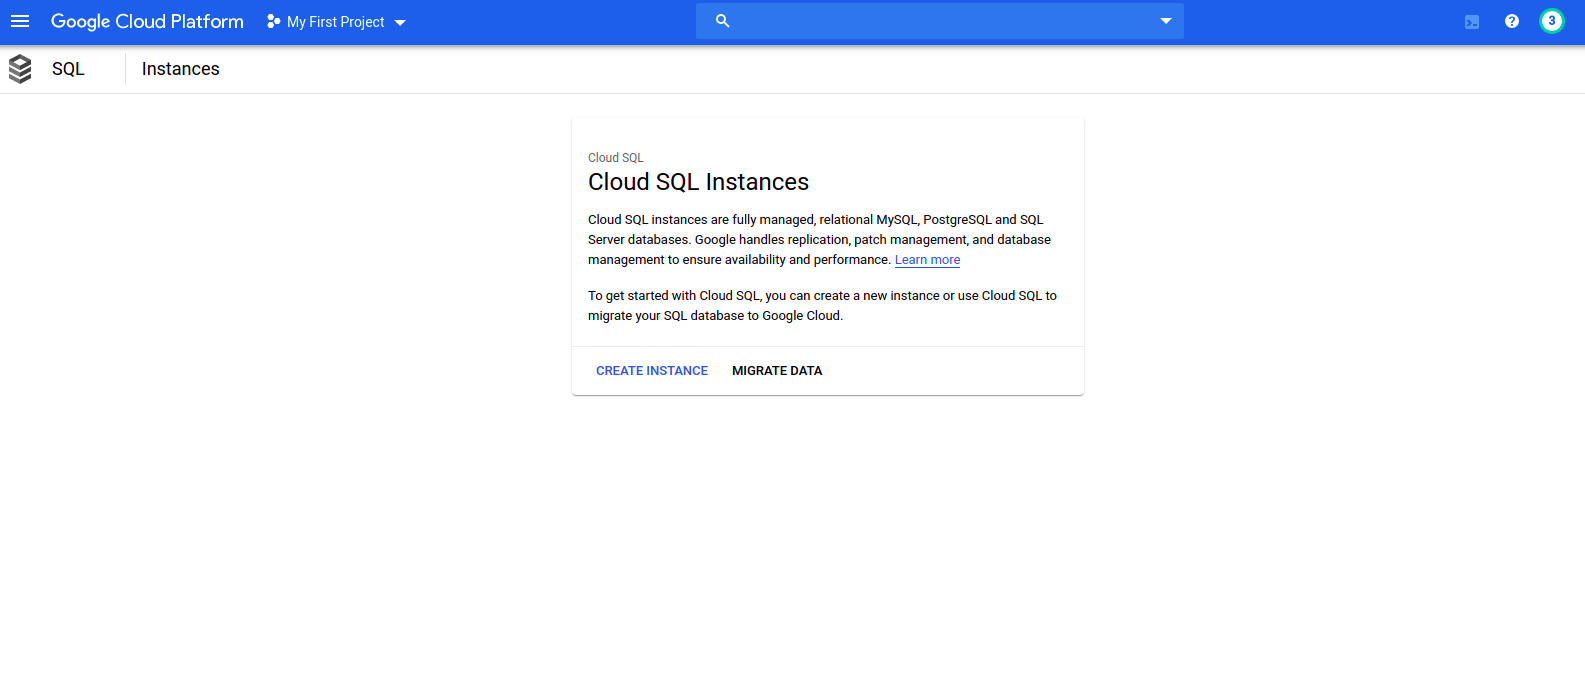 Google Cloud Platform
My First Project
3
SQL
Instances
Cloud SQL
Cloud SQL Instances
Cloud SQL instances are fully managed, relational MySQL, PostgreSQL and SQL
Server databases. Google handles replication, patch management, and database
management to ensure availability and performance. Learn more
To get started with Cloud SQL, you can create a new instance or use Cloud SQL to
migrate your SQL database to Google Cloud.
CREATE INSTANCE
MIGRATE DATA